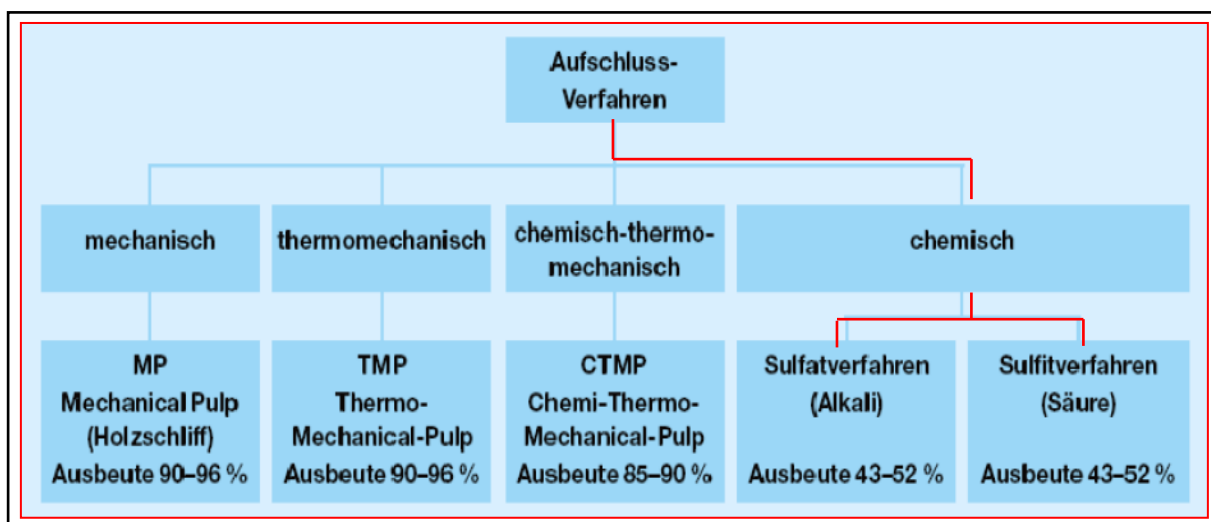 Aufschluss-
Verfahren
mechanisch
thermomechanisch
chemisch-thermo-
mechanisch
chemisch
MP
Mechanical Pulp
(Holzschliff)
Ausbeute 90–96 %
TMP
Thermo-
Mechanical-Pulp
Ausbeute 90–96 %
CTMP
Chemi-Thermo-
Mechanical-Pulp
Ausbeute 85–90 %
Sulfatverfahren
(Alkali)
Ausbeute 43–52 %
Sulfitverfahren
(Säure)
Ausbeute 43–52 %